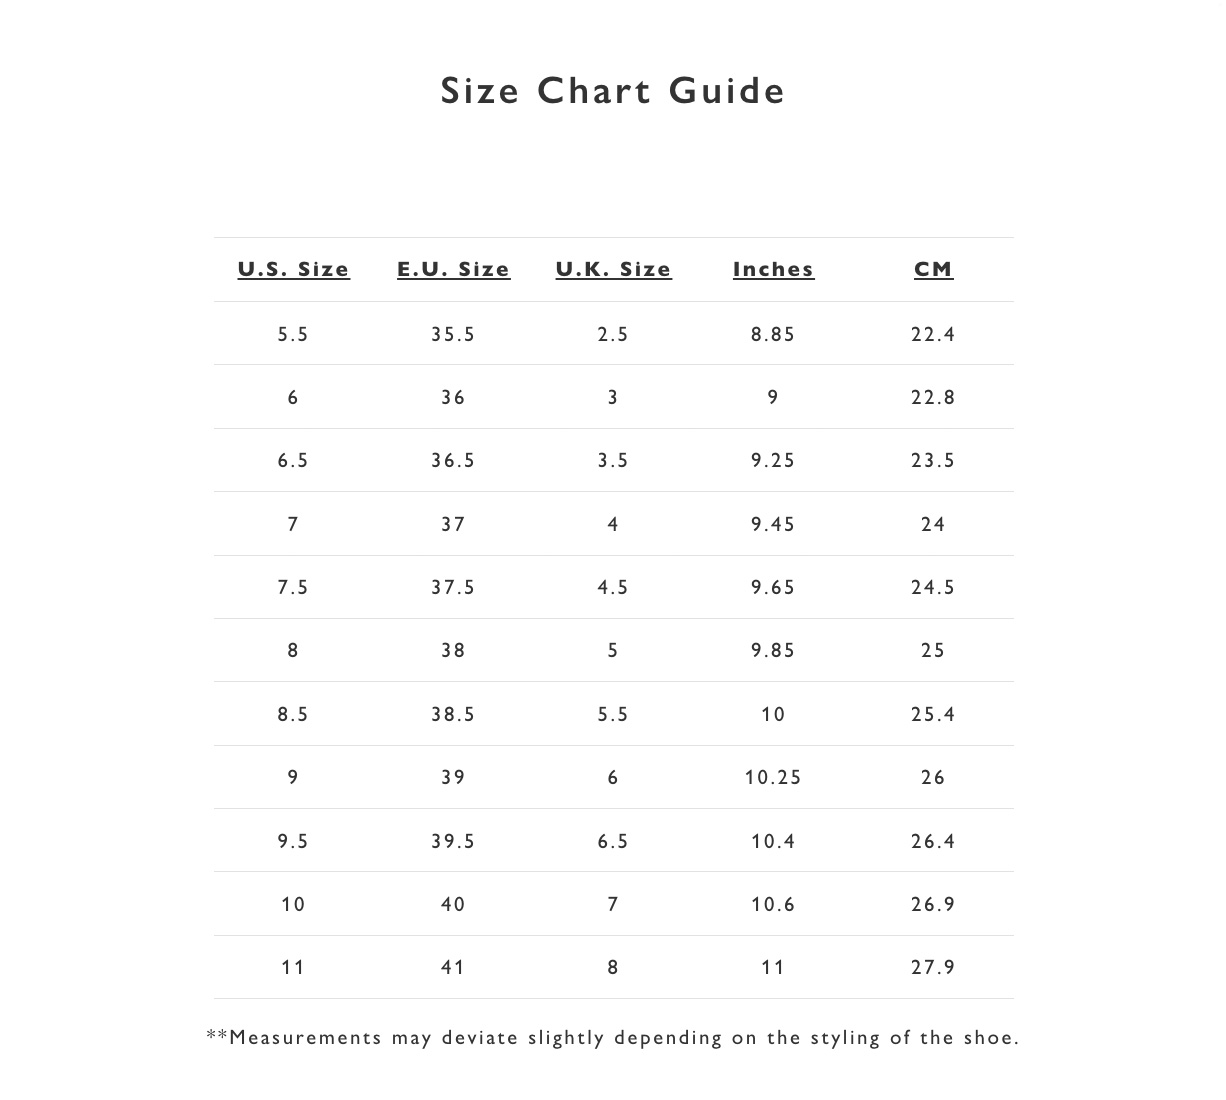 Size Chart Guide
U.S. Size E.U. Size U.K. Size Inches CM
5.5 35.5 2.5 8.85 22.4
6 36 3 9 22.8
6.5 36.5 3.5 9.25 23.5
7 37 4 9.45 24
7.5 37.5 4.5 9.65 24.5
8 38 5 9.85 25
8.5 38.5 5.5 10 25.4
9 39 6 10.25 26
9.5 39.5 6.5 10.4 26.4
10 40 7 10.6 26.9
11 41 8 11 27.9
**Measurements may deviate slightly depending on the styling of the shoe.